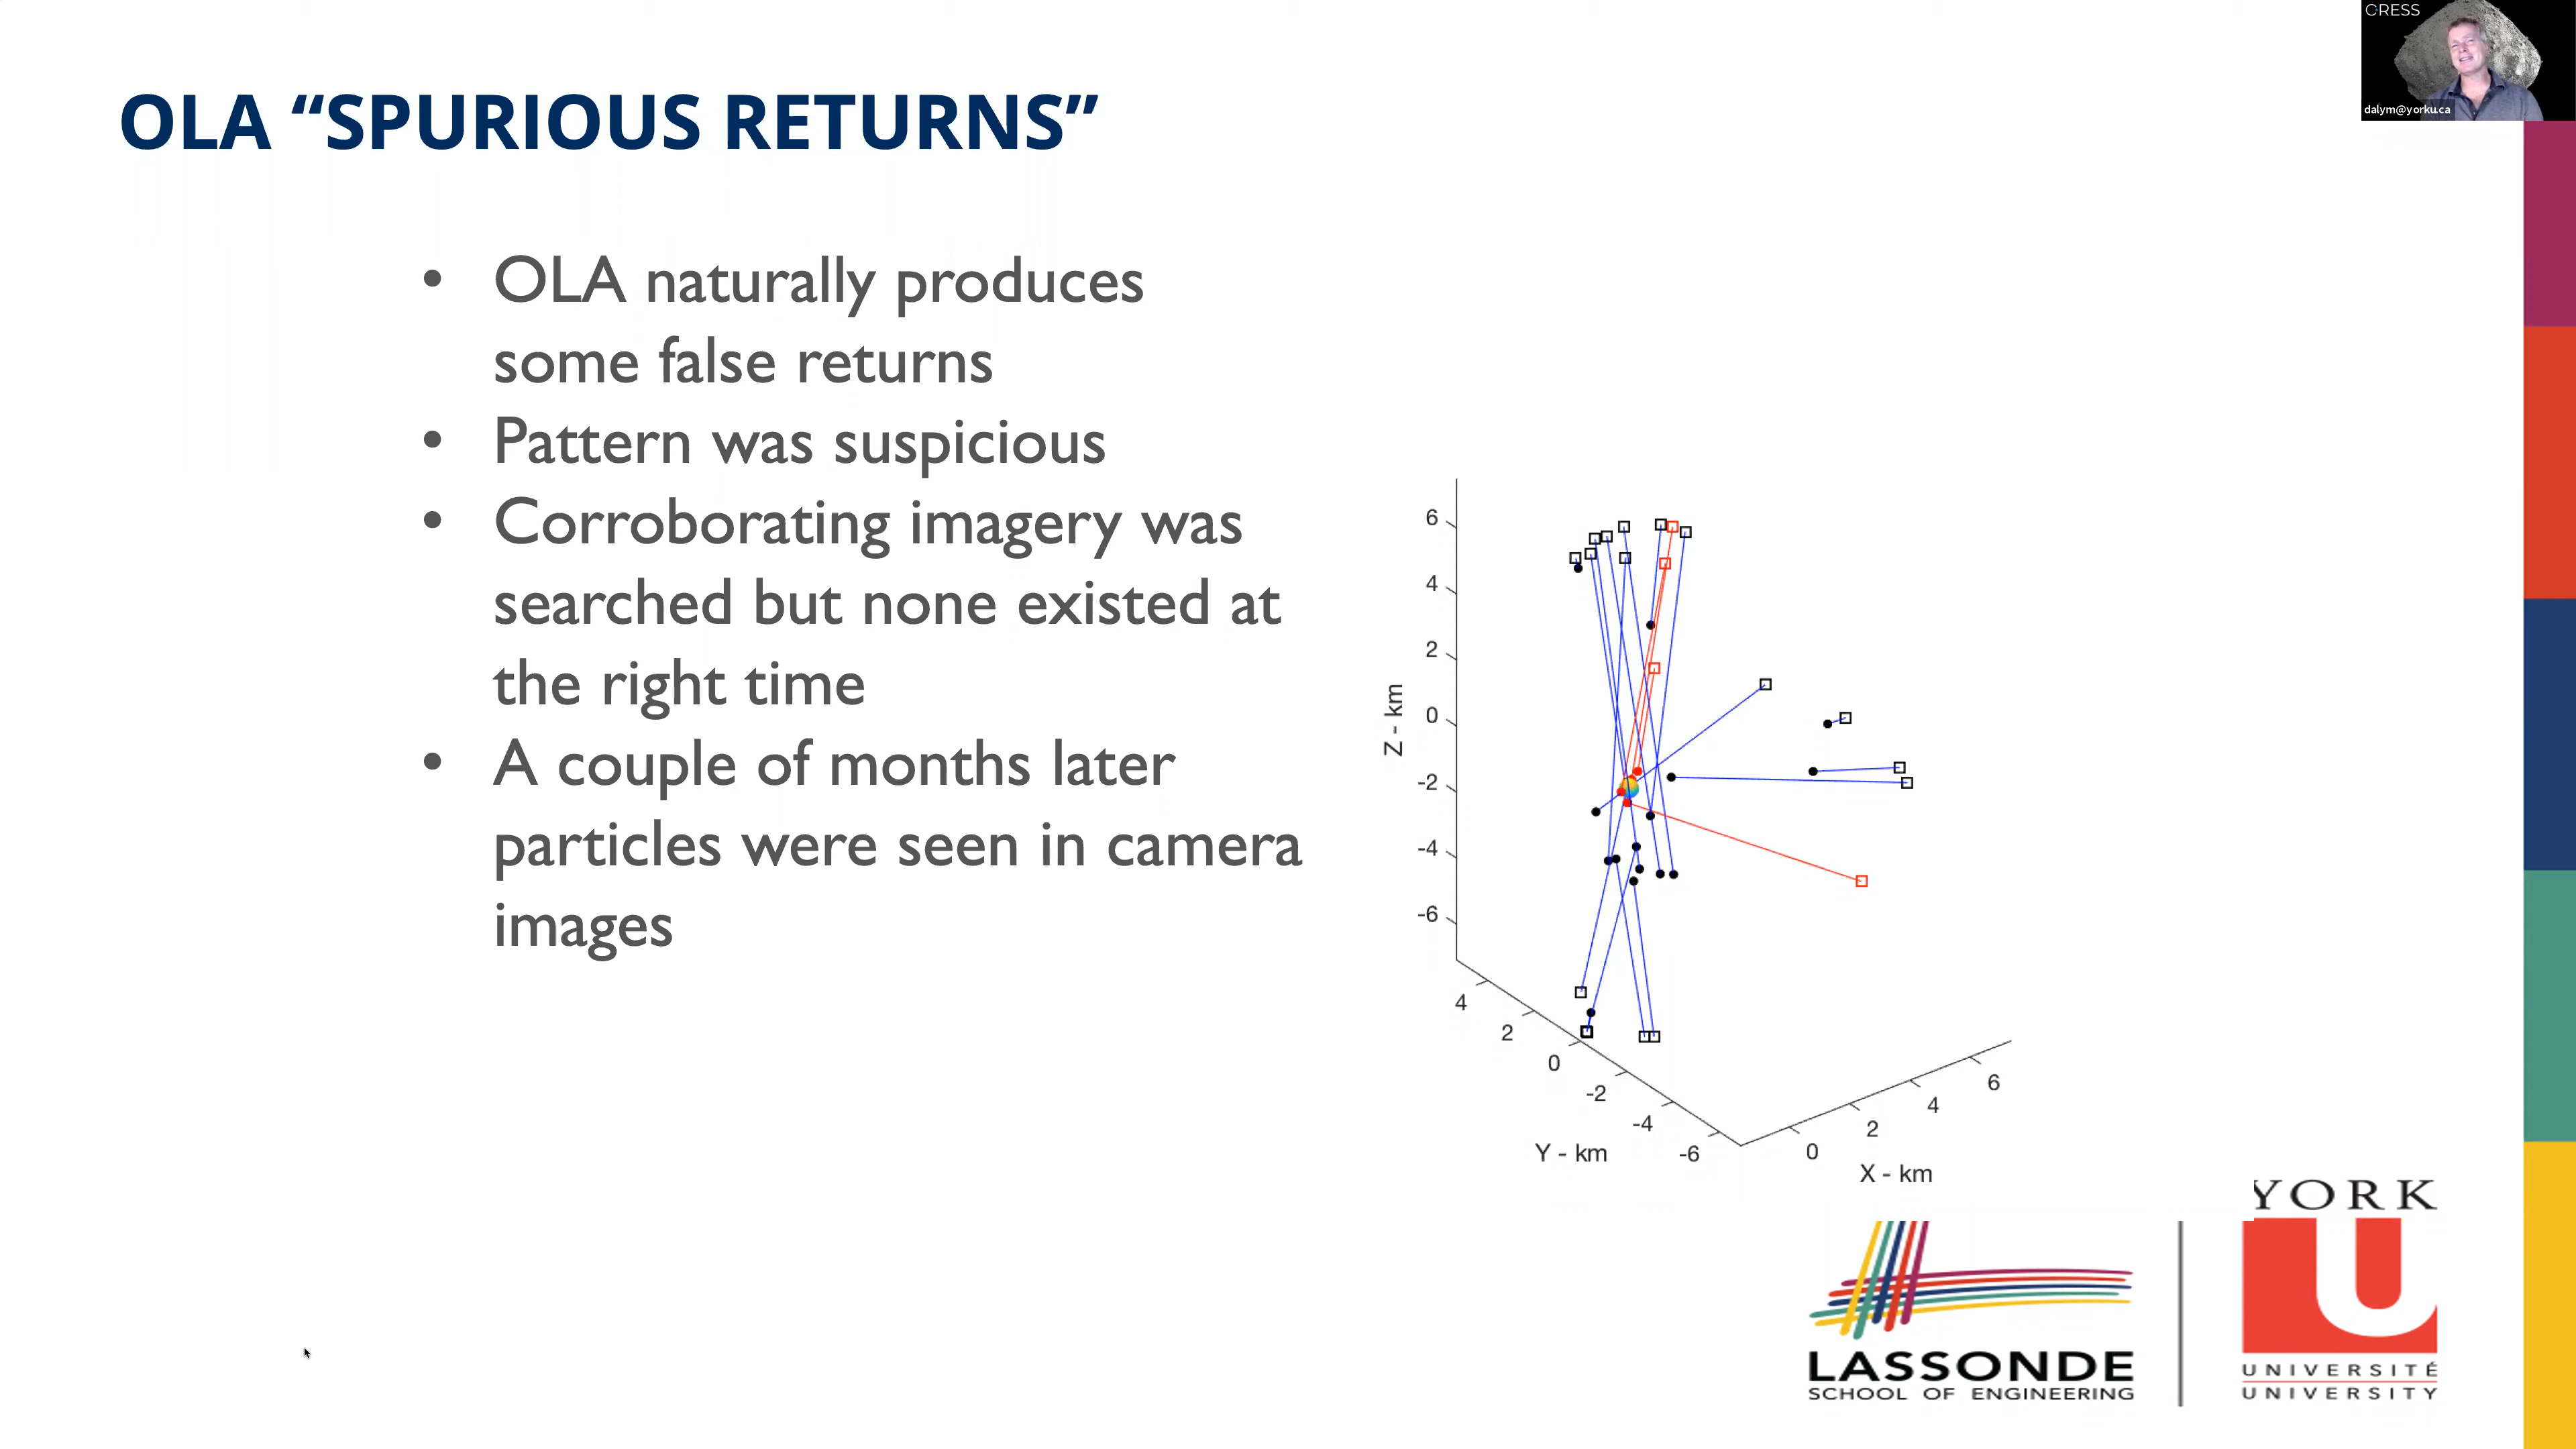 CRESS
dalym@yorku.ca
OLA “SPURIOUS RETURNS”
• OLA naturally produces
some false returns
• Pattern was suspicious
• Corroborating imagery was
searched but none existed at
the right time
• A couple of months later
particles were seen in camera
images
6
4
2
0
-2
-4
-6
Z - km
4
2
0
-2
-4
-6
Y - km
0
2
4
6
X - km
LASSONDE
SCHOOL OF ENGINEERING
YORK
U
UNIVERSITÉ
UNIVERSITY